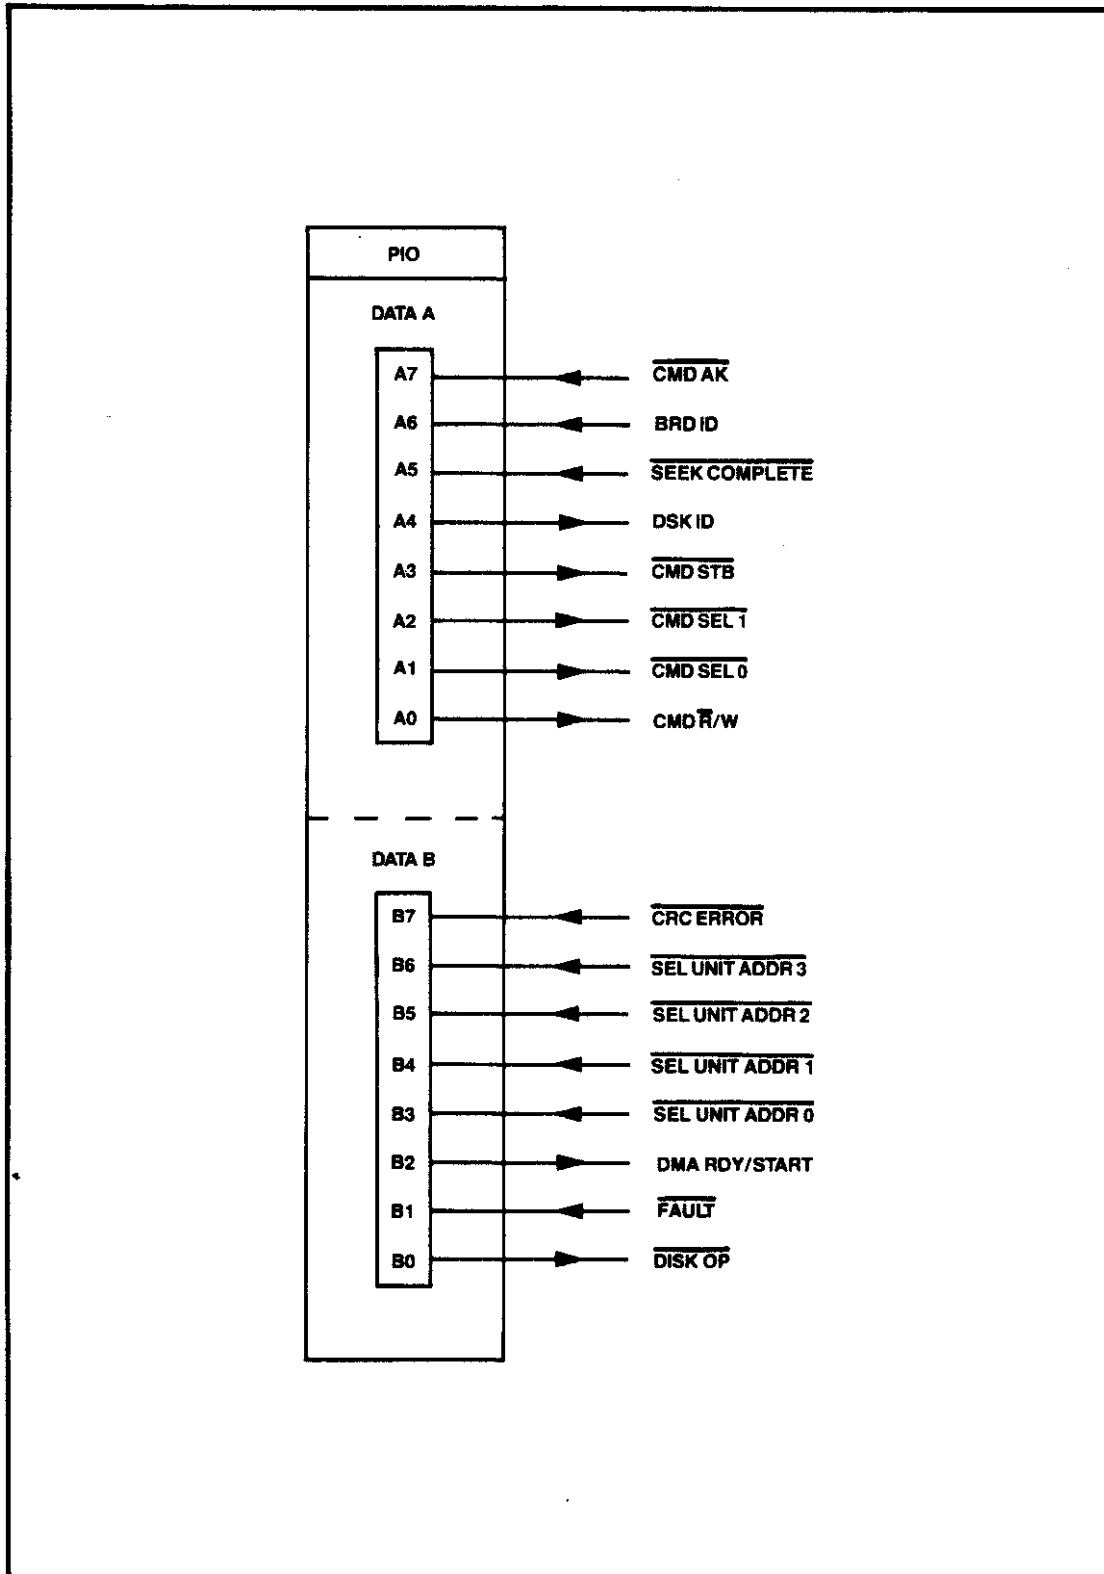 PIO
DATA A
A7 CMD AK
A6 BRD ID
A5 SEEK COMPLETE
A4 DSK ID
A3 CMD STB
A2 CMD SEL 1
A1 CMD SEL 0
A0 CMD R̅/W
DATA B
B7 CRC ERROR
B6 SEL UNIT ADDR 3
B5 SEL UNIT ADDR 2
B4 SEL UNIT ADDR 1
B3 SEL UNIT ADDR 0
B2 DMA RDY/START
B1 FAULT
B0 DISK OP